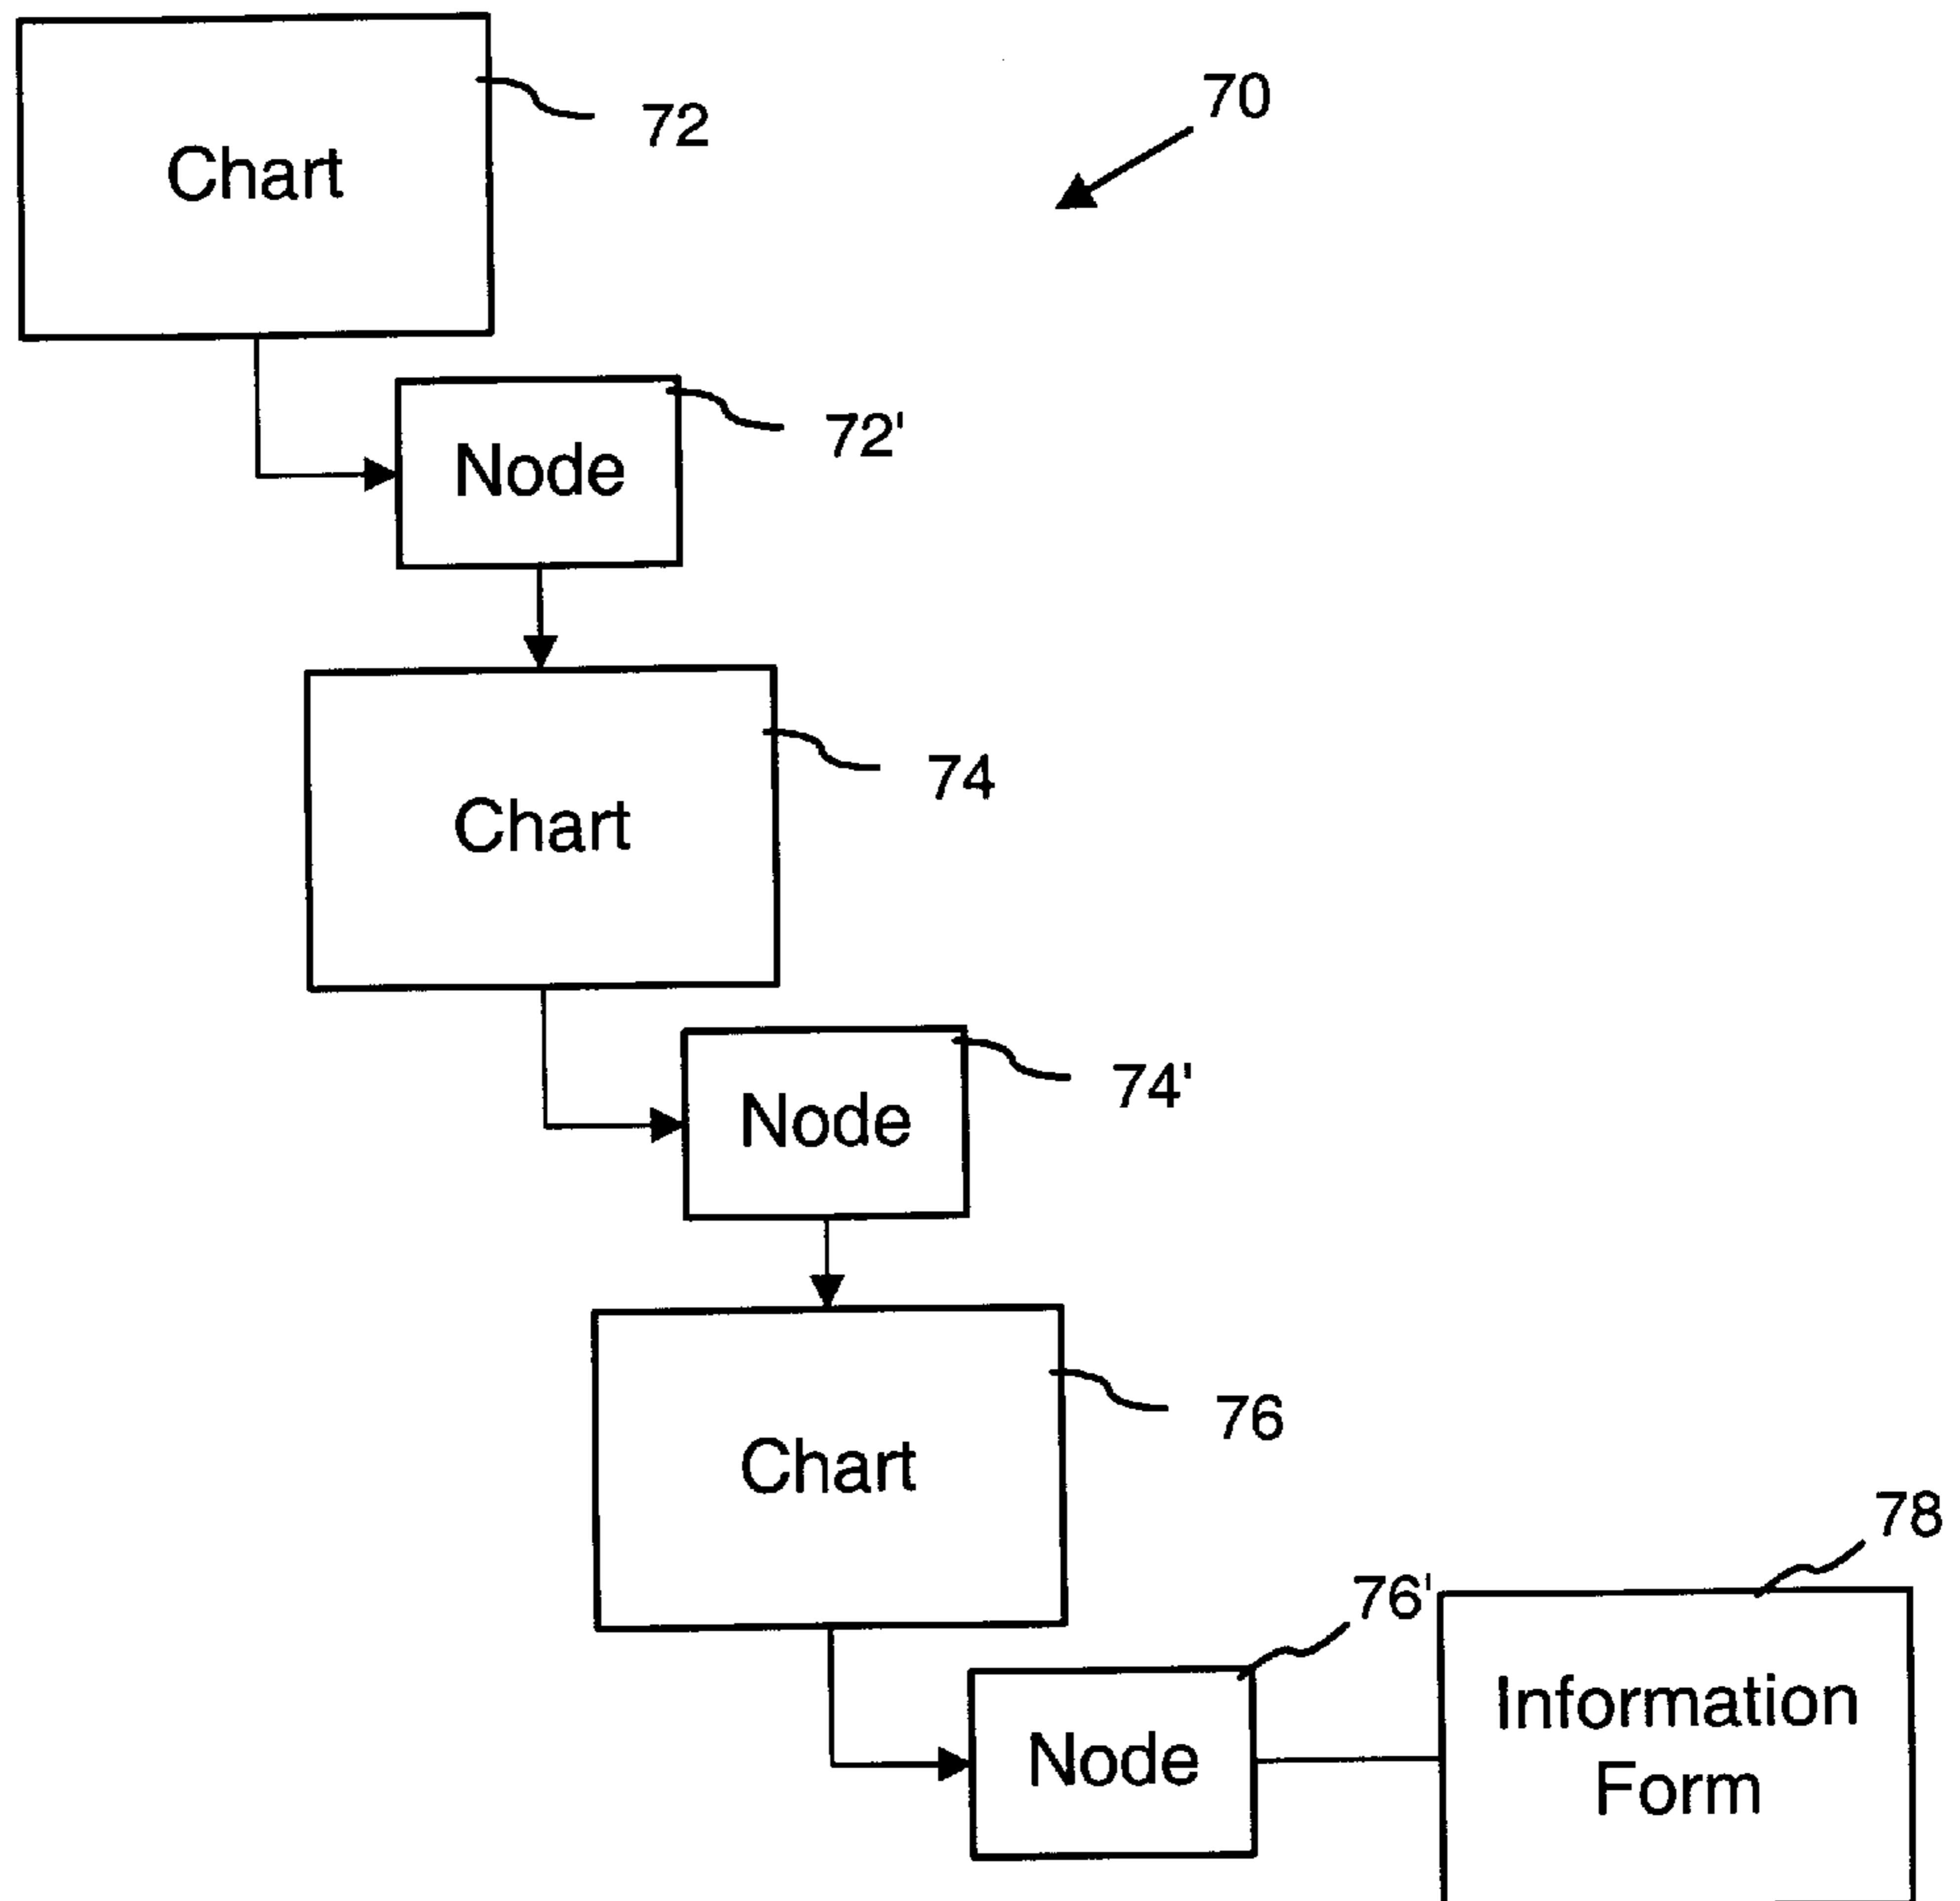 70
72
Chart
72'
Node
74
Chart
74'
Node
76
Chart
78
76'
Information
Form
Node